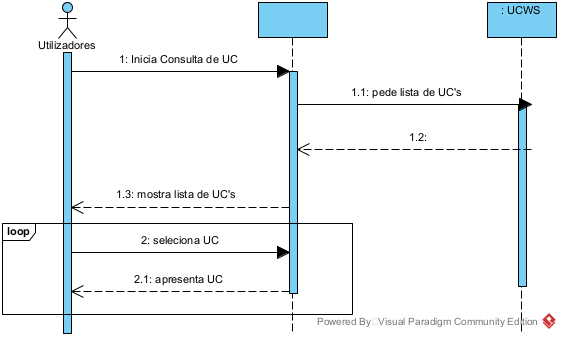 : UCWS
Utilizadores
1: Inicia Consulta de UC
1.1: pede lista de UC's
1.2:
1.3: mostra lista de UC's
loop
2: seleciona UC
2.1: apresenta UC
Powered By Visual Paradigm Community Edition